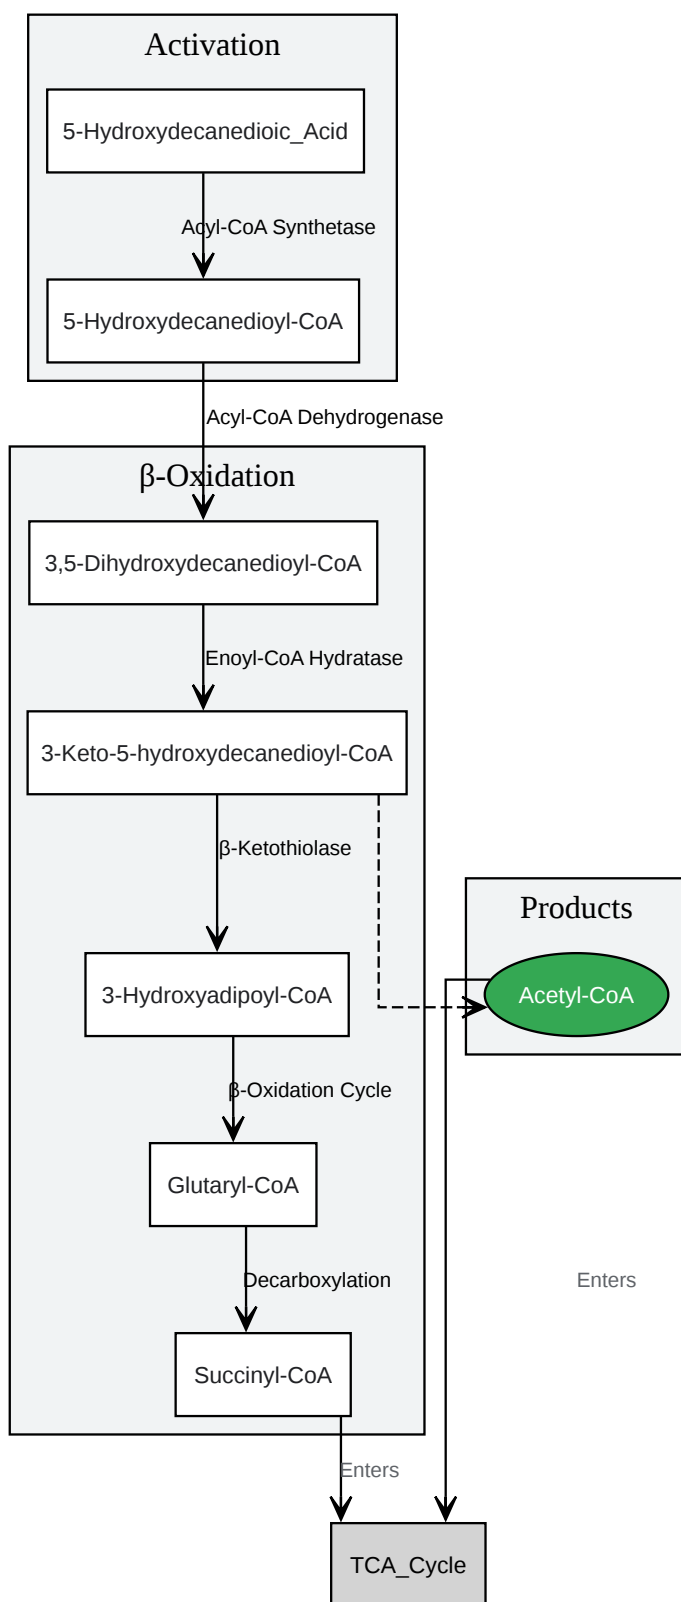 Activation
5-Hydroxydecanedioic_Acid
Acyl-CoA Synthetase
5-Hydroxydecanedioyl-CoA
Acyl-CoA Dehydrogenase
β-Oxidation
3,5-Dihydroxydecanedioyl-CoA
Enoyl-CoA Hydratase
3-Keto-5-hydroxydecanedioyl-CoA
β-Ketothiolase
Products
3-Hydroxyadipoyl-CoA
Acetyl-CoA
β-Oxidation Cycle
Glutaryl-CoA
Decarboxylation
Enters
Succinyl-CoA
Enters
TCA_Cycle